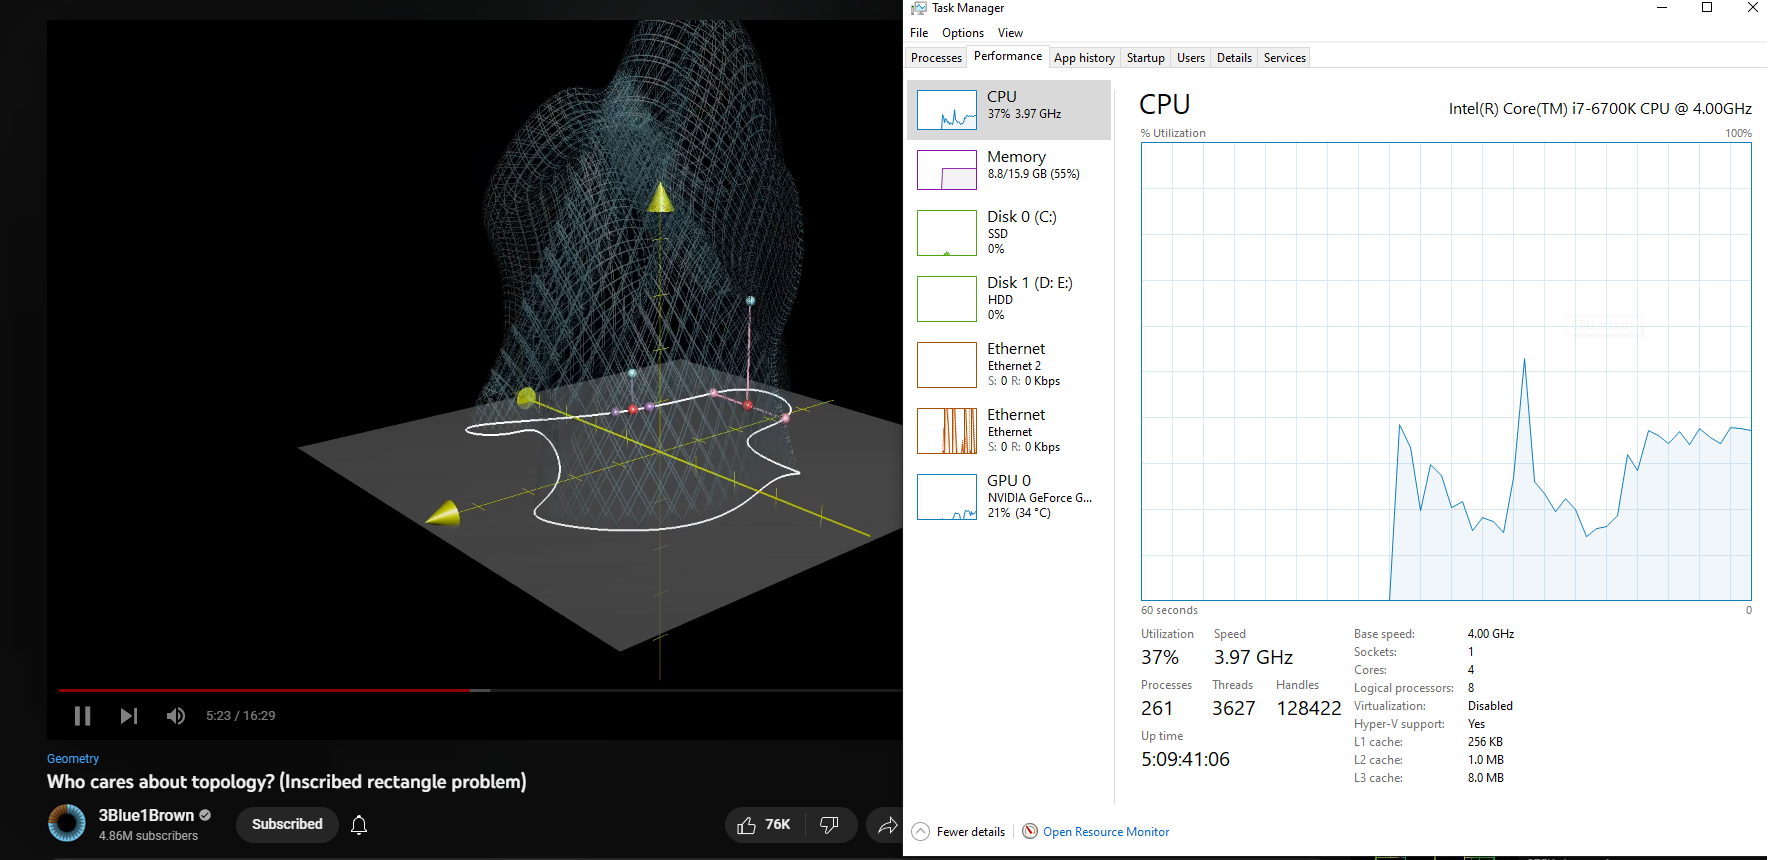 5:23 / 16:29
Geometry
Who cares about topology? (Inscribed rectangle problem)
3Blue1Brown
4.86M subscribers
Subscribed
76K
Task Manager
File Options View
Processes Performance App history Startup Users Details Services
CPU
37% 3.97 GHz
Memory
8.8/15.9 GB (55%)
Disk 0 (C:)
SSD
0%
Disk 1 (D: E:)
HDD
0%
Ethernet
Ethernet 2
S: 0 R: 0 Kbps
Ethernet
Ethernet
S: 0 R: 0 Kbps
GPU 0
NVIDIA GeForce G...
21% (34 °C)
CPU
Intel(R) Core(TM) i7-6700K CPU @ 4.00GHz
% Utilization 100%
60 seconds 0
Utilization Speed
37% 3.97 GHz
Processes Threads Handles
261 3627 128422
Up time
5:09:41:06
Base speed: 4.00 GHz
Sockets: 1
Cores: 4
Logical processors: 8
Virtualization: Disabled
Hyper-V support: Yes
L1 cache: 256 KB
L2 cache: 1.0 MB
L3 cache: 8.0 MB
Fewer details Open Resource Monitor